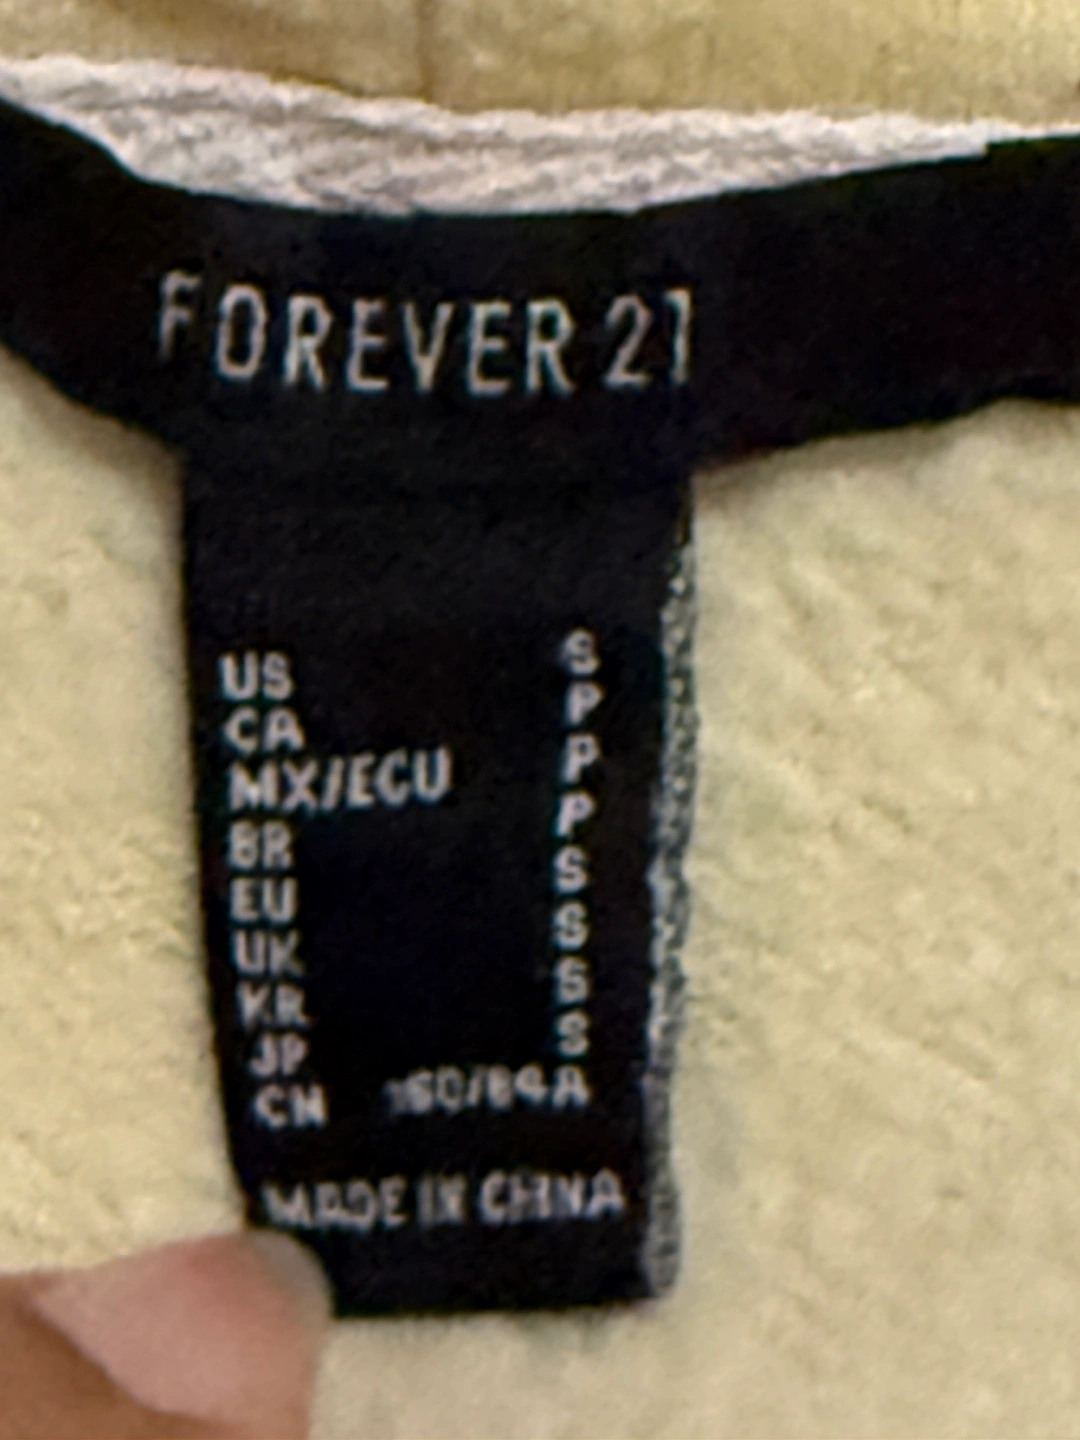 FOREVER 21
US S
CA P
MX/ECU P
BR P
EU S
UK S
KR S
JP S
CN 160/84A
MADE IN CHINA